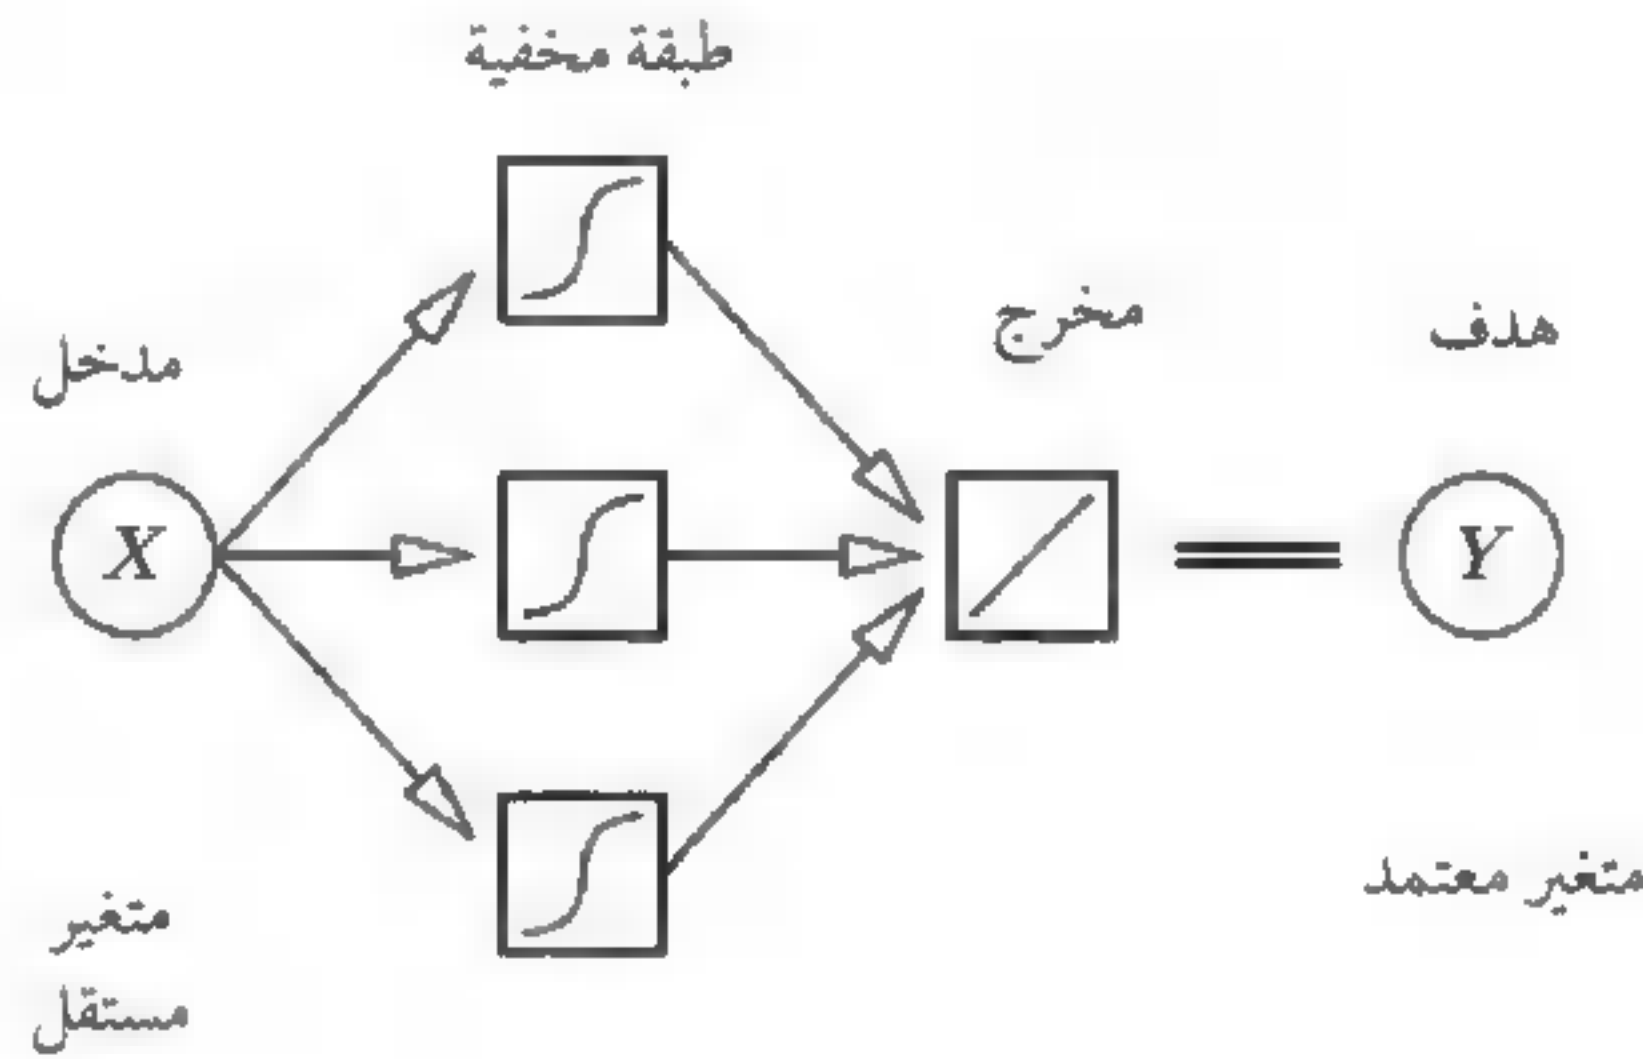 طبقة مخفية
مخرج
هدف
مدخل
X
Y
متغير معتمد
متغير
مستقل